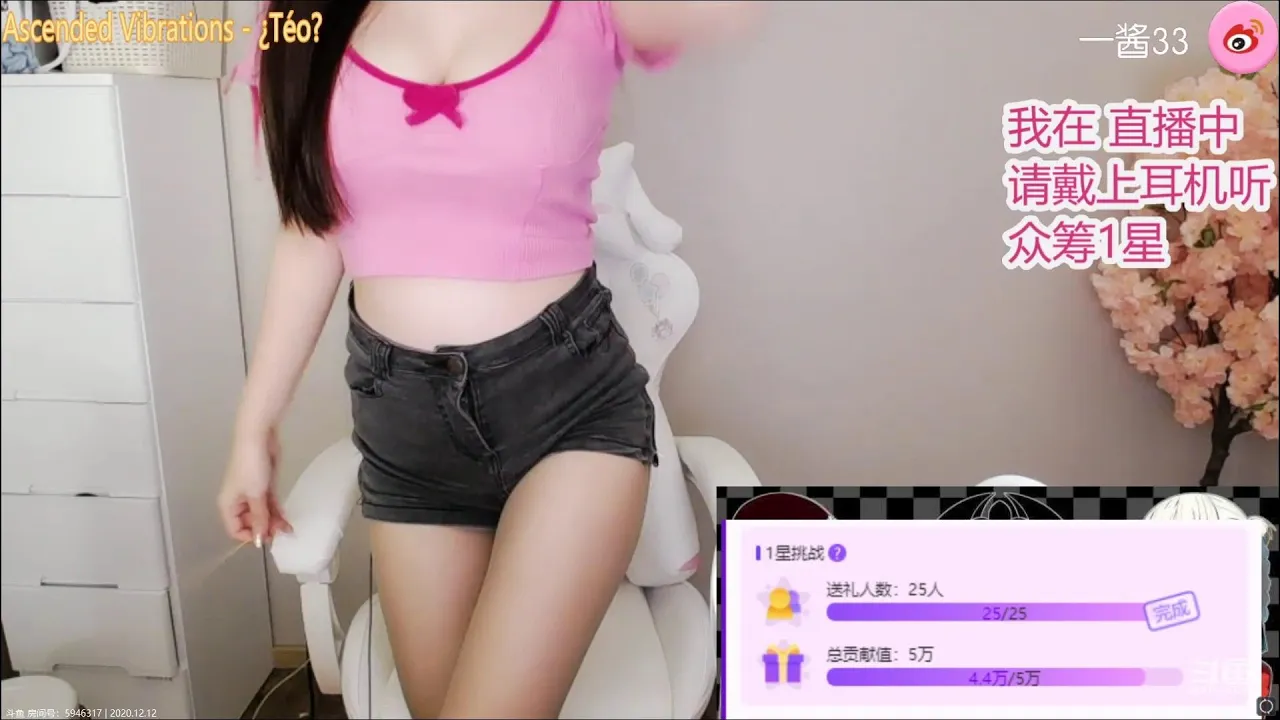 Ascended Vibrations - ¿Téo?
一酱33
我在 直播中
请戴上耳机听
众筹1星
1星挑战 ?
送礼人数：25人
25/25
完成
总贡献值：5万
4.4万/5万
斗鱼
斗鱼 房间号：5946317 | 2020.12.12